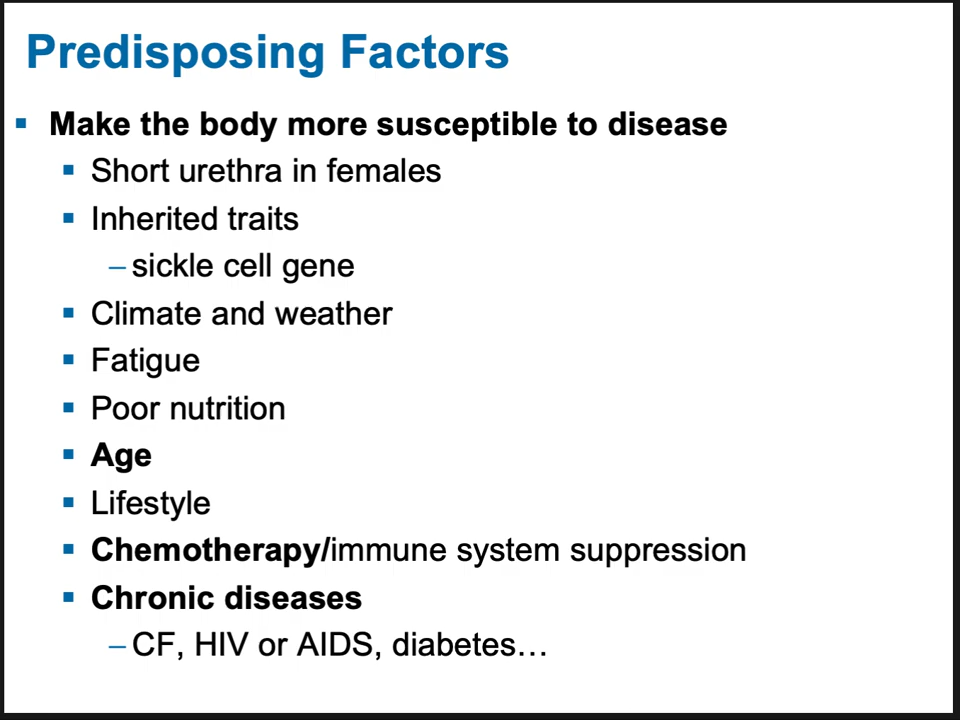 Predisposing Factors
▪ Make the body more susceptible to disease
▪ Short urethra in females
▪ Inherited traits
– sickle cell gene
▪ Climate and weather
▪ Fatigue
▪ Poor nutrition
▪ Age
▪ Lifestyle
▪ Chemotherapy/immune system suppression
▪ Chronic diseases
– CF, HIV or AIDS, diabetes…